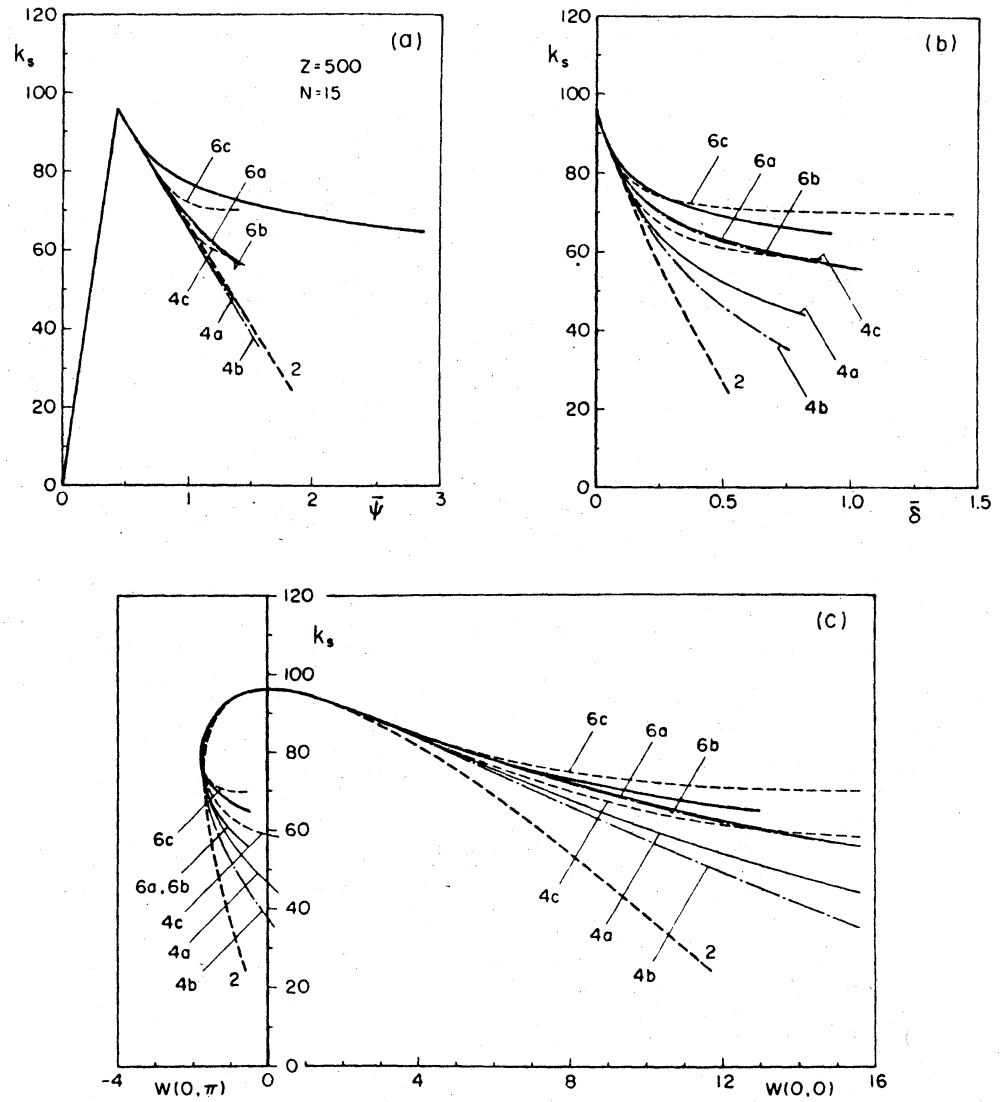 120
k_s
(a)
Z=500
N=15
100
80
60
40
20
0
6c
6a
6b
4c
4a
4b
2
0
1
ψ̄
2
3
120
k_s
(b)
100
80
60
40
20
0
6c
6a
6b
4c
4a
4b
2
0
0.5
1.0
δ̄
1.5
120
k_s
(c)
100
80
60
40
20
0
6c
6a
6b
6c
6a,6b
4c
4a
4b
2
4c
4a
4b
2
-4
W(0,π)
0
4
8
12
W(0,0)
16